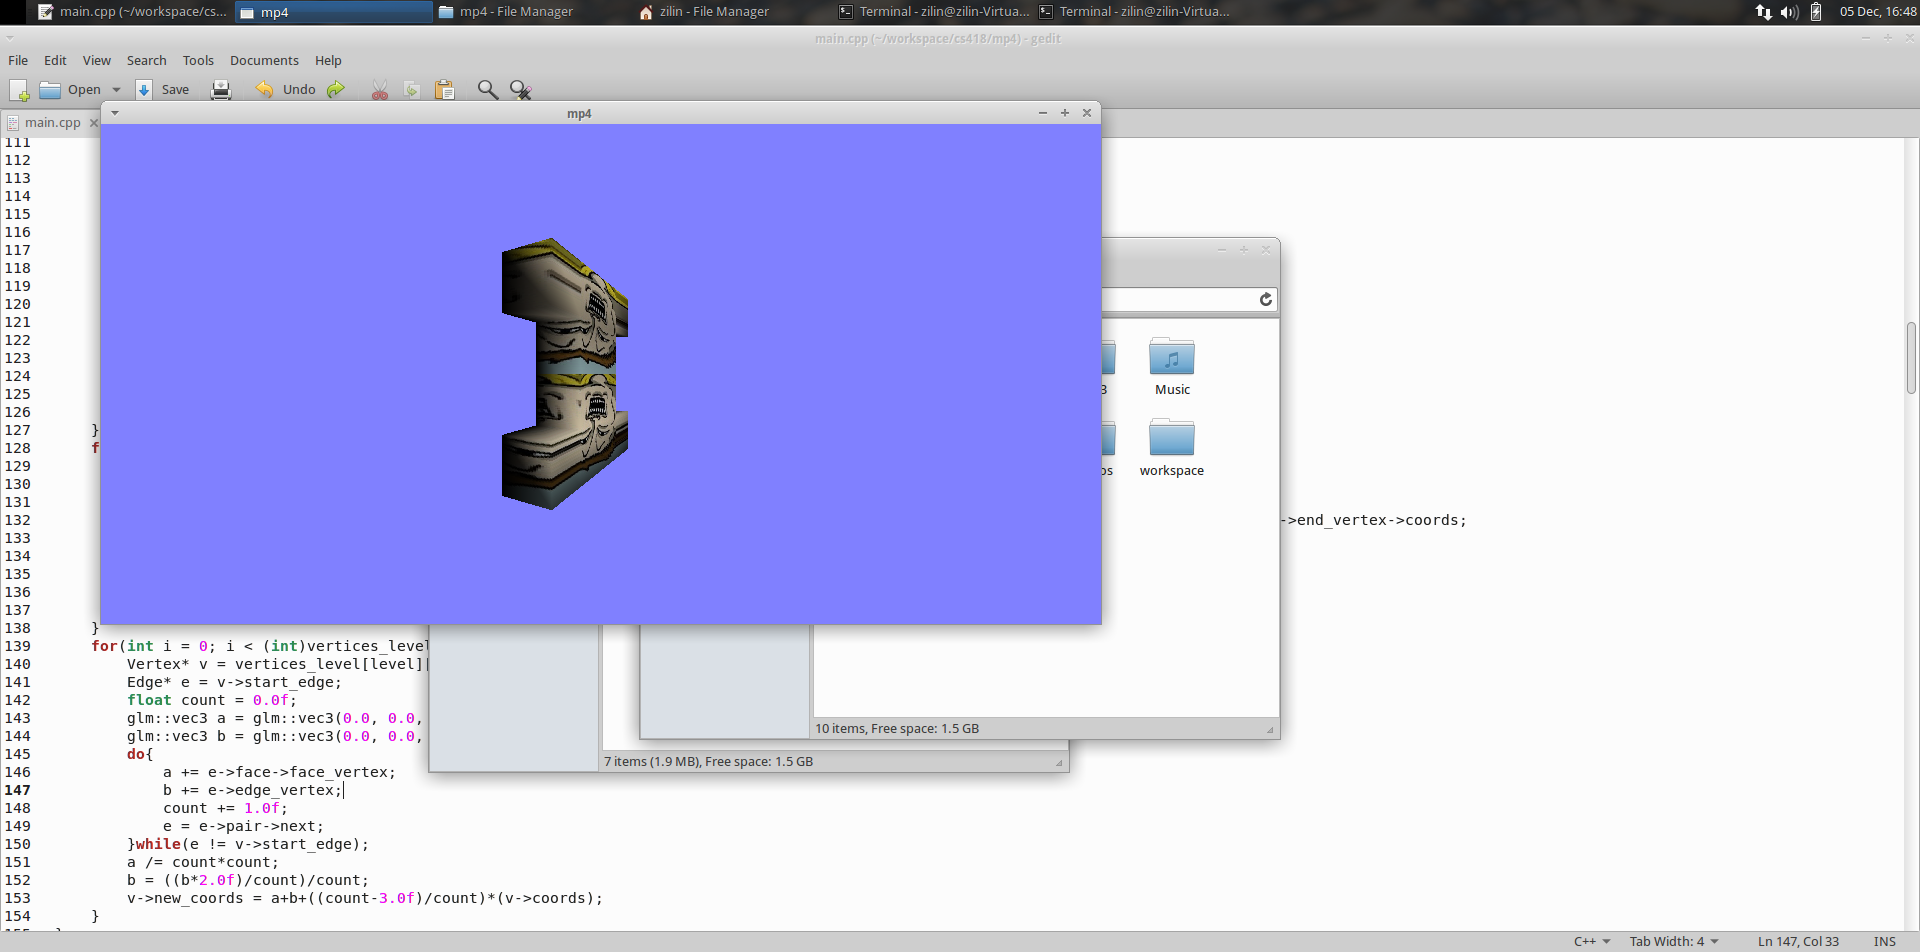 main.cpp (~/workspace/cs...
mp4
mp4 - File Manager
zilin - File Manager
Terminal - zilin@zilin-Virtua...
Terminal - zilin@zilin-Virtua...
05 Dec, 16:48
main.cpp (~/workspace/cs418/mp4) - gedit
File Edit View Search Tools Documents Help
Open Save Undo
main.cpp
mp4
111
112
113
114
115
116
117
118
119
120
121
122
123
124
125
126
127 }
128 f
129
130
131
132 ->end_vertex->coords;
133
134
135
136
137
138 }
139 for(int i = 0; i < (int)vertices_level
140 Vertex* v = vertices_level[level]
141 Edge* e = v->start_edge;
142 float count = 0.0f;
143 glm::vec3 a = glm::vec3(0.0, 0.0,
144 glm::vec3 b = glm::vec3(0.0, 0.0,
145 do{
146 a += e->face->face_vertex;
147 b += e->edge_vertex;
148 count += 1.0f;
149 e = e->pair->next;
150 }while(e != v->start_edge);
151 a /= count*count;
152 b = ((b*2.0f)/count)/count;
153 v->new_coords = a+b+((count-3.0f)/count)*(v->coords);
154 }
3
Music
os
workspace
10 items, Free space: 1.5 GB
7 items (1.9 MB), Free space: 1.5 GB
C++ Tab Width: 4 Ln 147, Col 33 INS